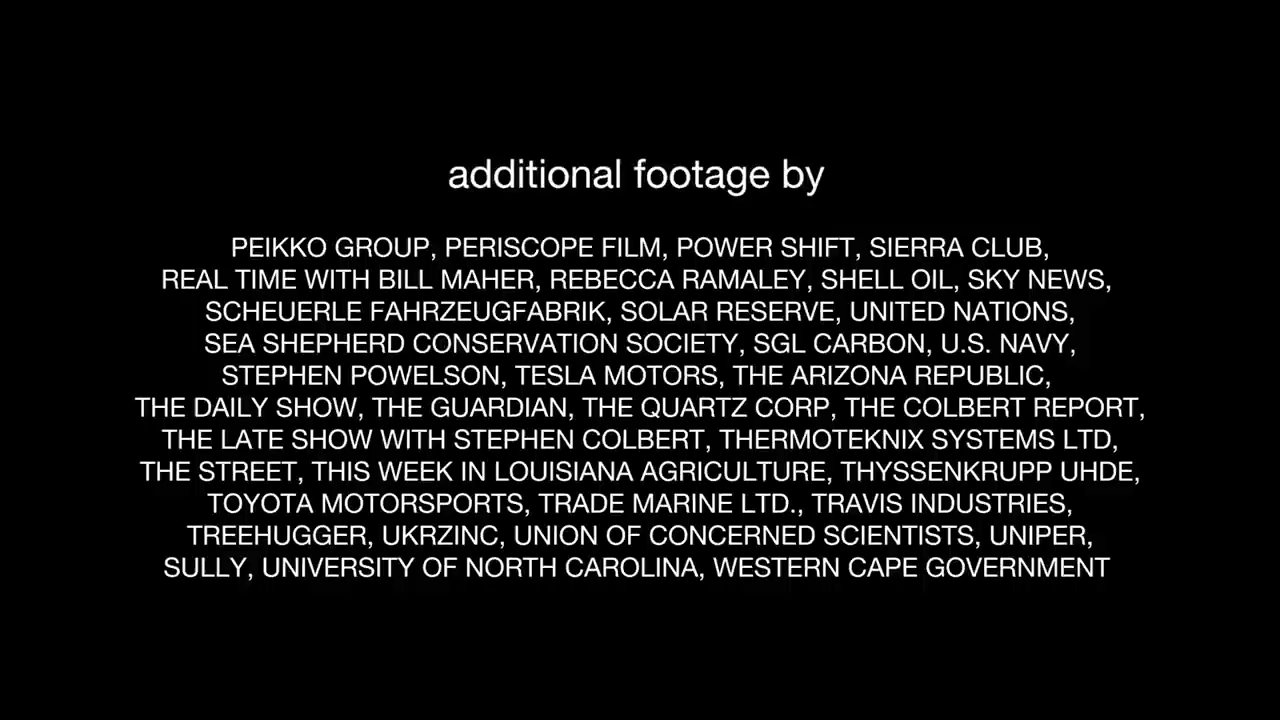 additional footage by
PEIKKO GROUP, PERISCOPE FILM, POWER SHIFT, SIERRA CLUB,
REAL TIME WITH BILL MAHER, REBECCA RAMALEY, SHELL OIL, SKY NEWS,
SCHEUERLE FAHRZEUGFABRIK, SOLAR RESERVE, UNITED NATIONS,
SEA SHEPHERD CONSERVATION SOCIETY, SGL CARBON, U.S. NAVY,
STEPHEN POWELSON, TESLA MOTORS, THE ARIZONA REPUBLIC,
THE DAILY SHOW, THE GUARDIAN, THE QUARTZ CORP, THE COLBERT REPORT,
THE LATE SHOW WITH STEPHEN COLBERT, THERMOTEKNIX SYSTEMS LTD,
THE STREET, THIS WEEK IN LOUISIANA AGRICULTURE, THYSSENKRUPP UHDE,
TOYOTA MOTORSPORTS, TRADE MARINE LTD., TRAVIS INDUSTRIES,
TREEHUGGER, UKRZINC, UNION OF CONCERNED SCIENTISTS, UNIPER,
SULLY, UNIVERSITY OF NORTH CAROLINA, WESTERN CAPE GOVERNMENT